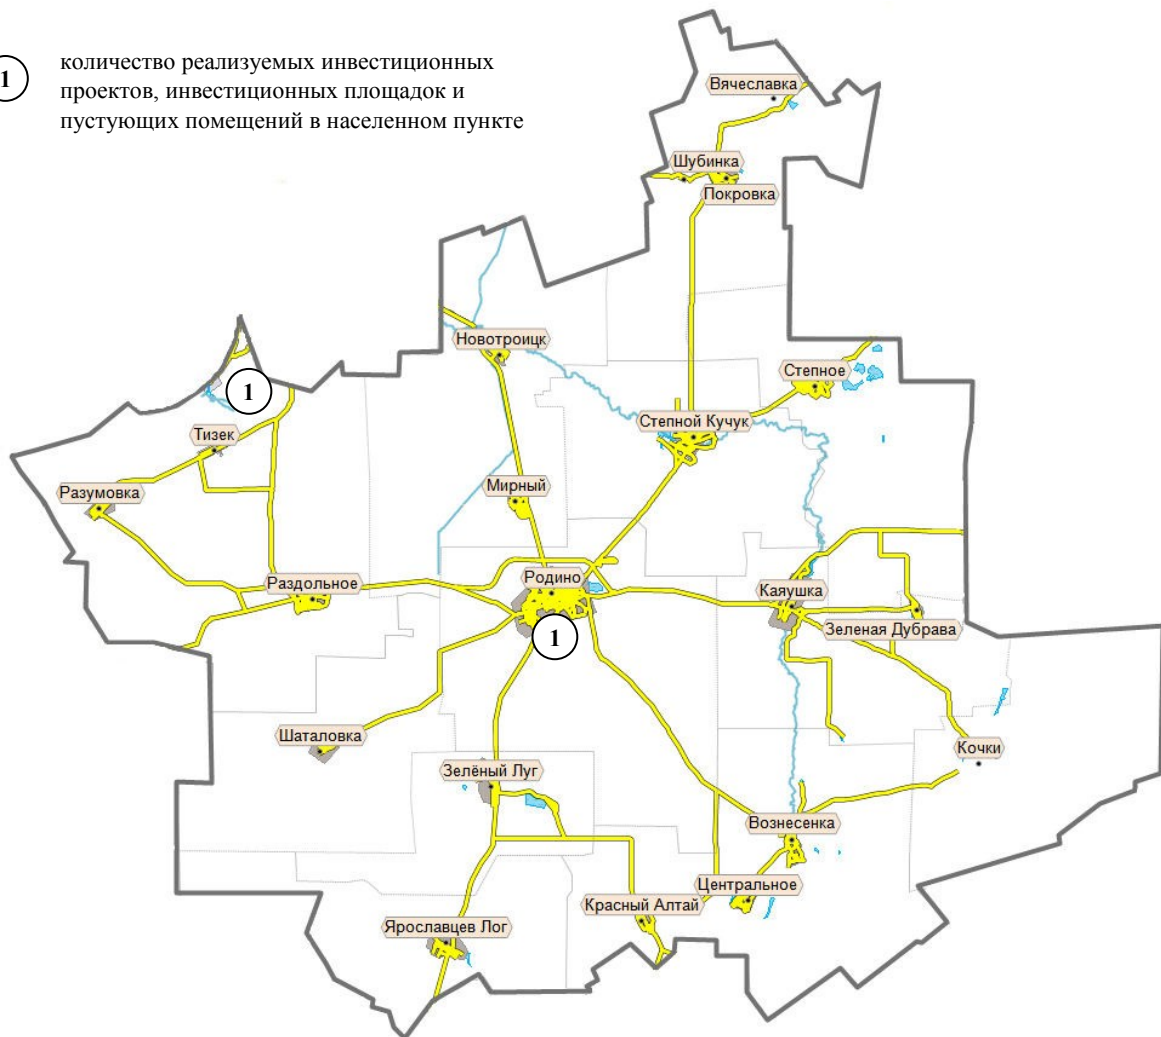 1
количество реализуемых инвестиционных
проектов, инвестиционных площадок и
пустующих помещений в населенном пункте
Вячеславка
Шубинка
Покровка
Новотроицк
Степное
1
Степной Кучук
Тизек
Мирный
Разумовка
Родино
Раздольное
Каяушка
Зеленая Дубрава
1
Шаталовка
Кочки
Зелёный Луг
Вознесенка
Центральное
Красный Алтай
Ярославцев Лог